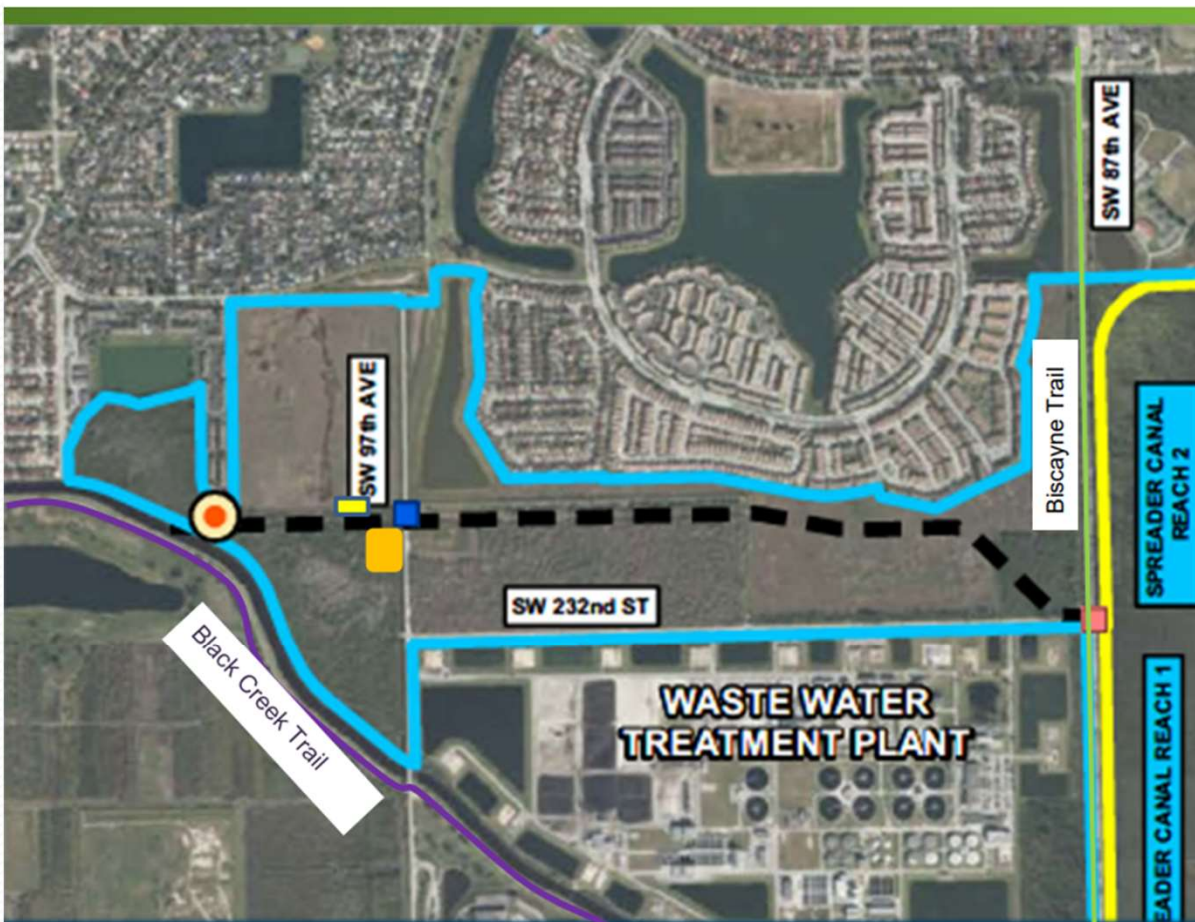 SW 87th AVE
SW 97th AVE
Biscayne Trail
SPREADER CANAL
REACH 2
SW 232nd ST
Black Creek Trail
WASTE WATER
TREATMENT PLANT
EADER CANAL REACH 1